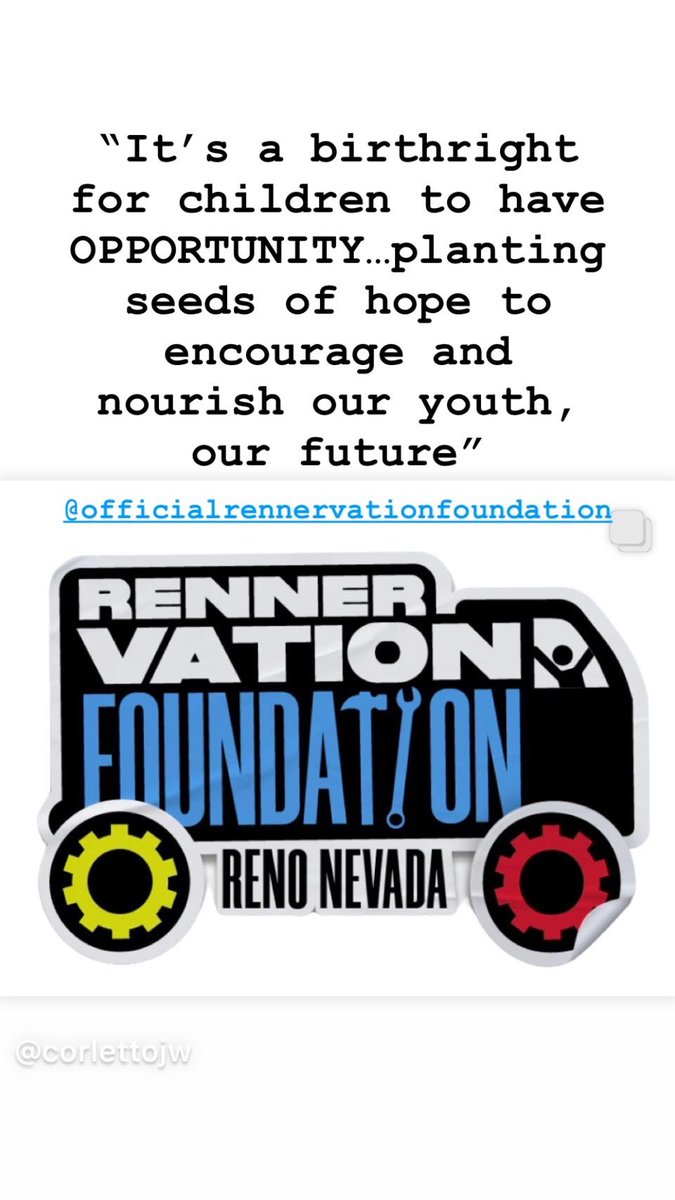 “It’s a birthright
for children to have
OPPORTUNITY…planting
seeds of hope to
encourage and
nourish our youth,
our future”
@officialrennervationfoundation
RENNER
VATION
FOUNDATION
RENO NEVADA
@corlettojw